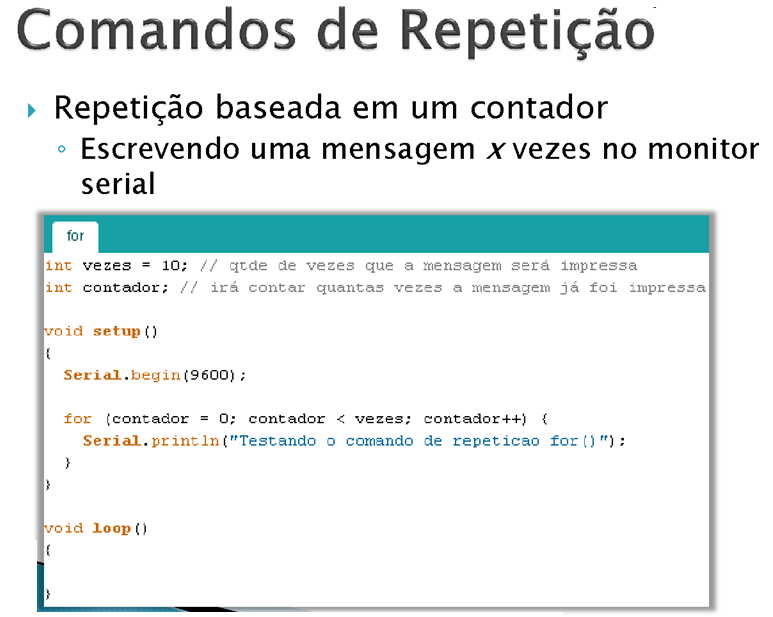 Comandos de Repetição
Repetição baseada em um contador
Escrevendo uma mensagem x vezes no monitor
serial
for
int vezes = 10; // qtde de vezes que a mensagem será impressa
int contador; // irá contar quantas vezes a mensagem já foi impressa
void setup()
{
Serial.begin(9600);
for (contador = 0; contador < vezes; contador++) {
Serial.println("Testando o comando de repeticao for()");
}
}
void loop()
{
}